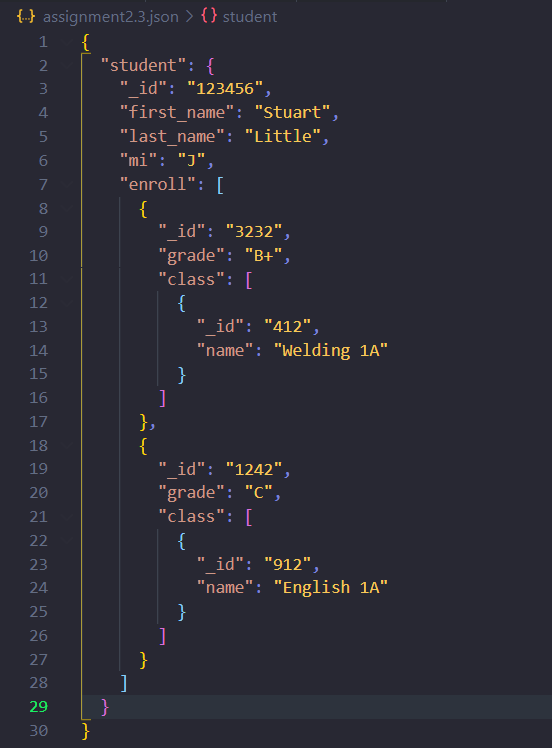 {..} assignment2.3.json > {} student
1 {
2   "student": {
3     "_id": "123456",
4     "first_name": "Stuart",
5     "last_name": "Little",
6     "mi": "J",
7     "enroll": [
8       {
9         "_id": "3232",
10         "grade": "B+",
11         "class": [
12           {
13             "_id": "412",
14             "name": "Welding 1A"
15           }
16         ]
17       },
18       {
19         "_id": "1242",
20         "grade": "C",
21         "class": [
22           {
23             "_id": "912",
24             "name": "English 1A"
25           }
26         ]
27       }
28     ]
29   }
30 }